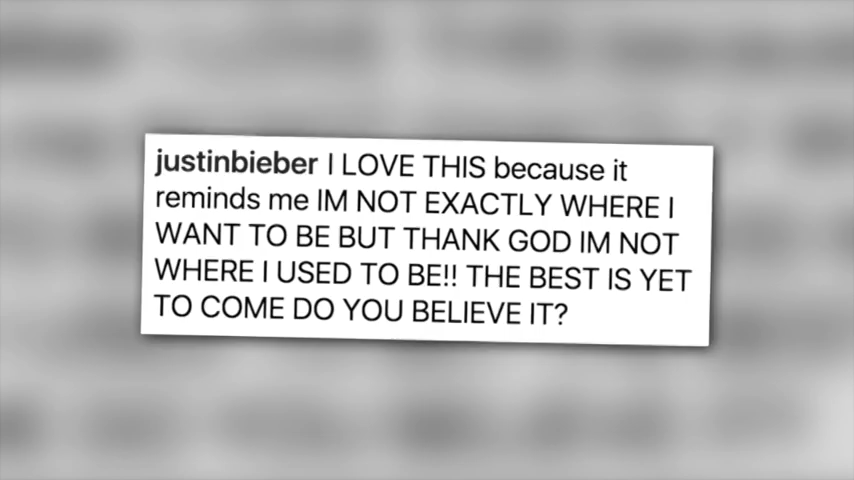 justinbieber I LOVE THIS because it
reminds me IM NOT EXACTLY WHERE I
WANT TO BE BUT THANK GOD IM NOT
WHERE I USED TO BE!! THE BEST IS YET
TO COME DO YOU BELIEVE IT?